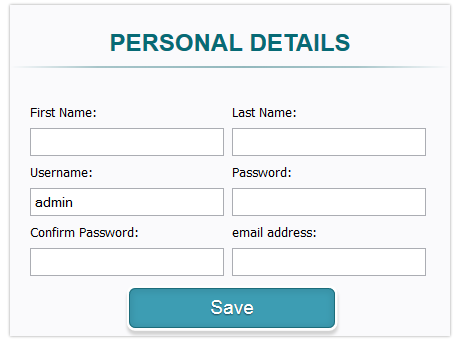 PERSONAL DETAILS
First Name: Last Name:
Username: Password:
admin
Confirm Password: email address:
Save